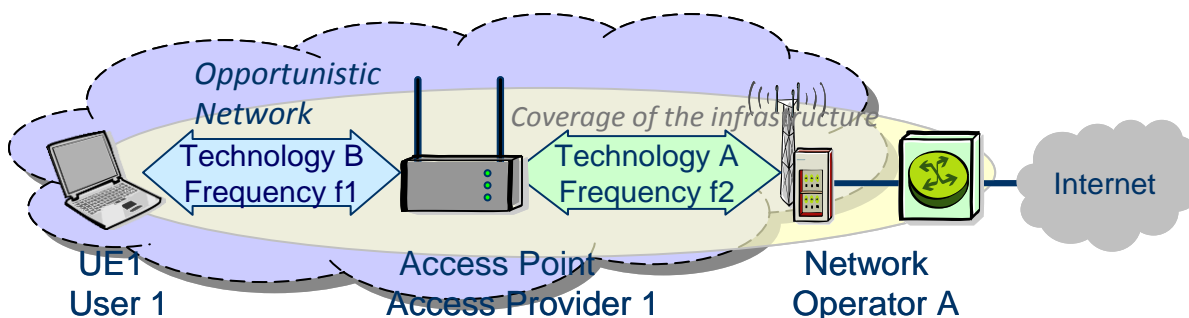 Opportunistic
Network
Coverage of the infrastructure
Technology B
Frequency f1
Technology A
Frequency f2
Internet
UE1
User 1
Access Point
Access Provider 1
Network
Operator A